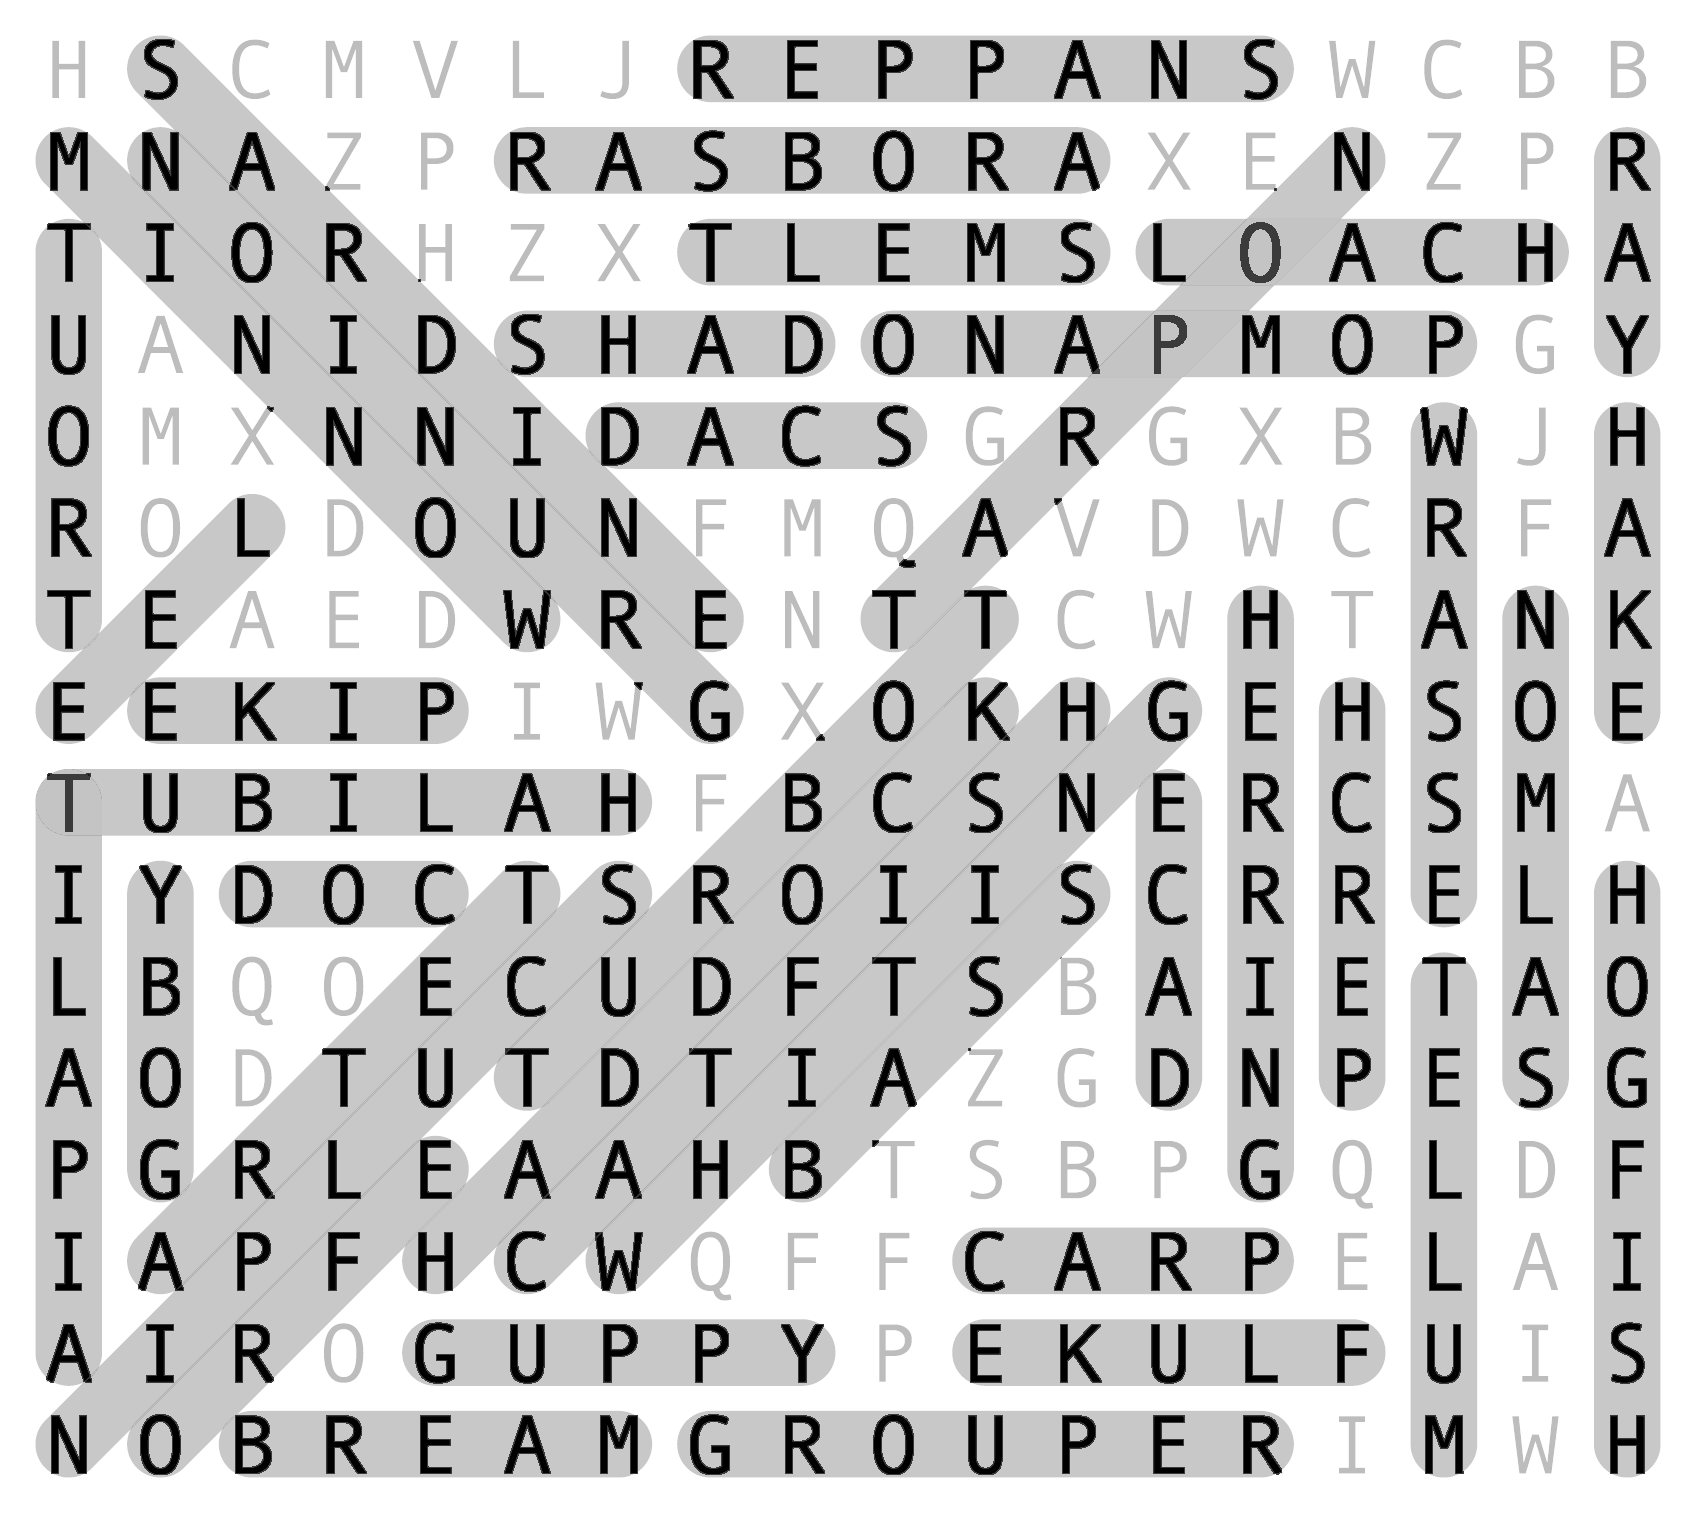 H S C M V L J R E P P A N S W C B B
M N A Z P R A S B O R A X E N Z P R
T I O R H Z X T L E M S L O A C H A
U A N I D S H A D O N A P M O P G Y
O M X N N I D A C S G R G X B W J H
R O L D O U N F M Q A V D W C R F A
T E A E D W R E N T T C W H T A N K
E E K I P I W G X O K H G E H S O E
T U B I L A H F B C S N E R C S M A
I Y D O C T S R O I I S C R R E L H
L B Q O E C U D F T S B A I E T A O
A O D T U T D T I A Z G D N P E S G
P G R L E A A H B T S B P G Q L D F
I A P F H C W Q F F C A R P E L A I
A I R O G U P P Y P E K U L F U I S
N O B R E A M G R O U P E R I M W H